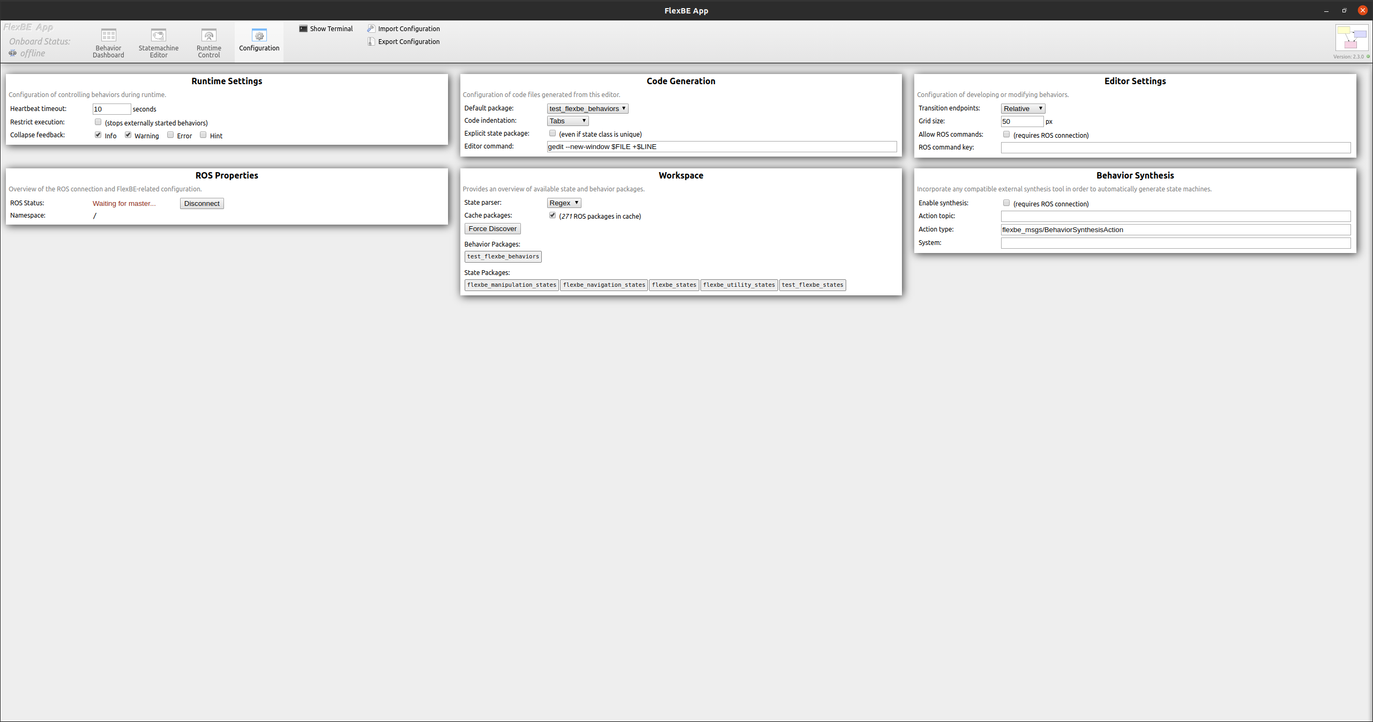 FlexBE App
FlexBE App
Onboard Status:
offline
Behavior
Dashboard
Statemachine
Editor
Runtime
Control
Configuration
Show Terminal
Import Configuration
Export Configuration
Version: 2.3.0
Runtime Settings
Configuration of controlling behaviors during runtime.
Heartbeat timeout: 10 seconds
Restrict execution: (stops externally started behaviors)
Collapse feedback: Info Warning Error Hint
Code Generation
Configuration of code files generated from this editor.
Default package: test_flexbe_behaviors
Code indentation: Tabs
Explicit state package: (even if state class is unique)
Editor command: gedit --new-window $FILE +$LINE
Editor Settings
Configuration of developing or modifying behaviors.
Transition endpoints: Relative
Grid size: 50 px
Allow ROS commands: (requires ROS connection)
ROS command key:
ROS Properties
Overview of the ROS connection and FlexBE-related configuration.
ROS Status: Waiting for master... Disconnect
Namespace: /
Workspace
Provides an overview of available state and behavior packages.
State parser: Regex
Cache packages: (271 ROS packages in cache)
Force Discover
Behavior Packages:
test_flexbe_behaviors
State Packages:
flexbe_manipulation_states flexbe_navigation_states flexbe_states flexbe_utility_states test_flexbe_states
Behavior Synthesis
Incorporate any compatible external synthesis tool in order to automatically generate state machines.
Enable synthesis: (requires ROS connection)
Action topic:
Action type: flexbe_msgs/BehaviorSynthesisAction
System: